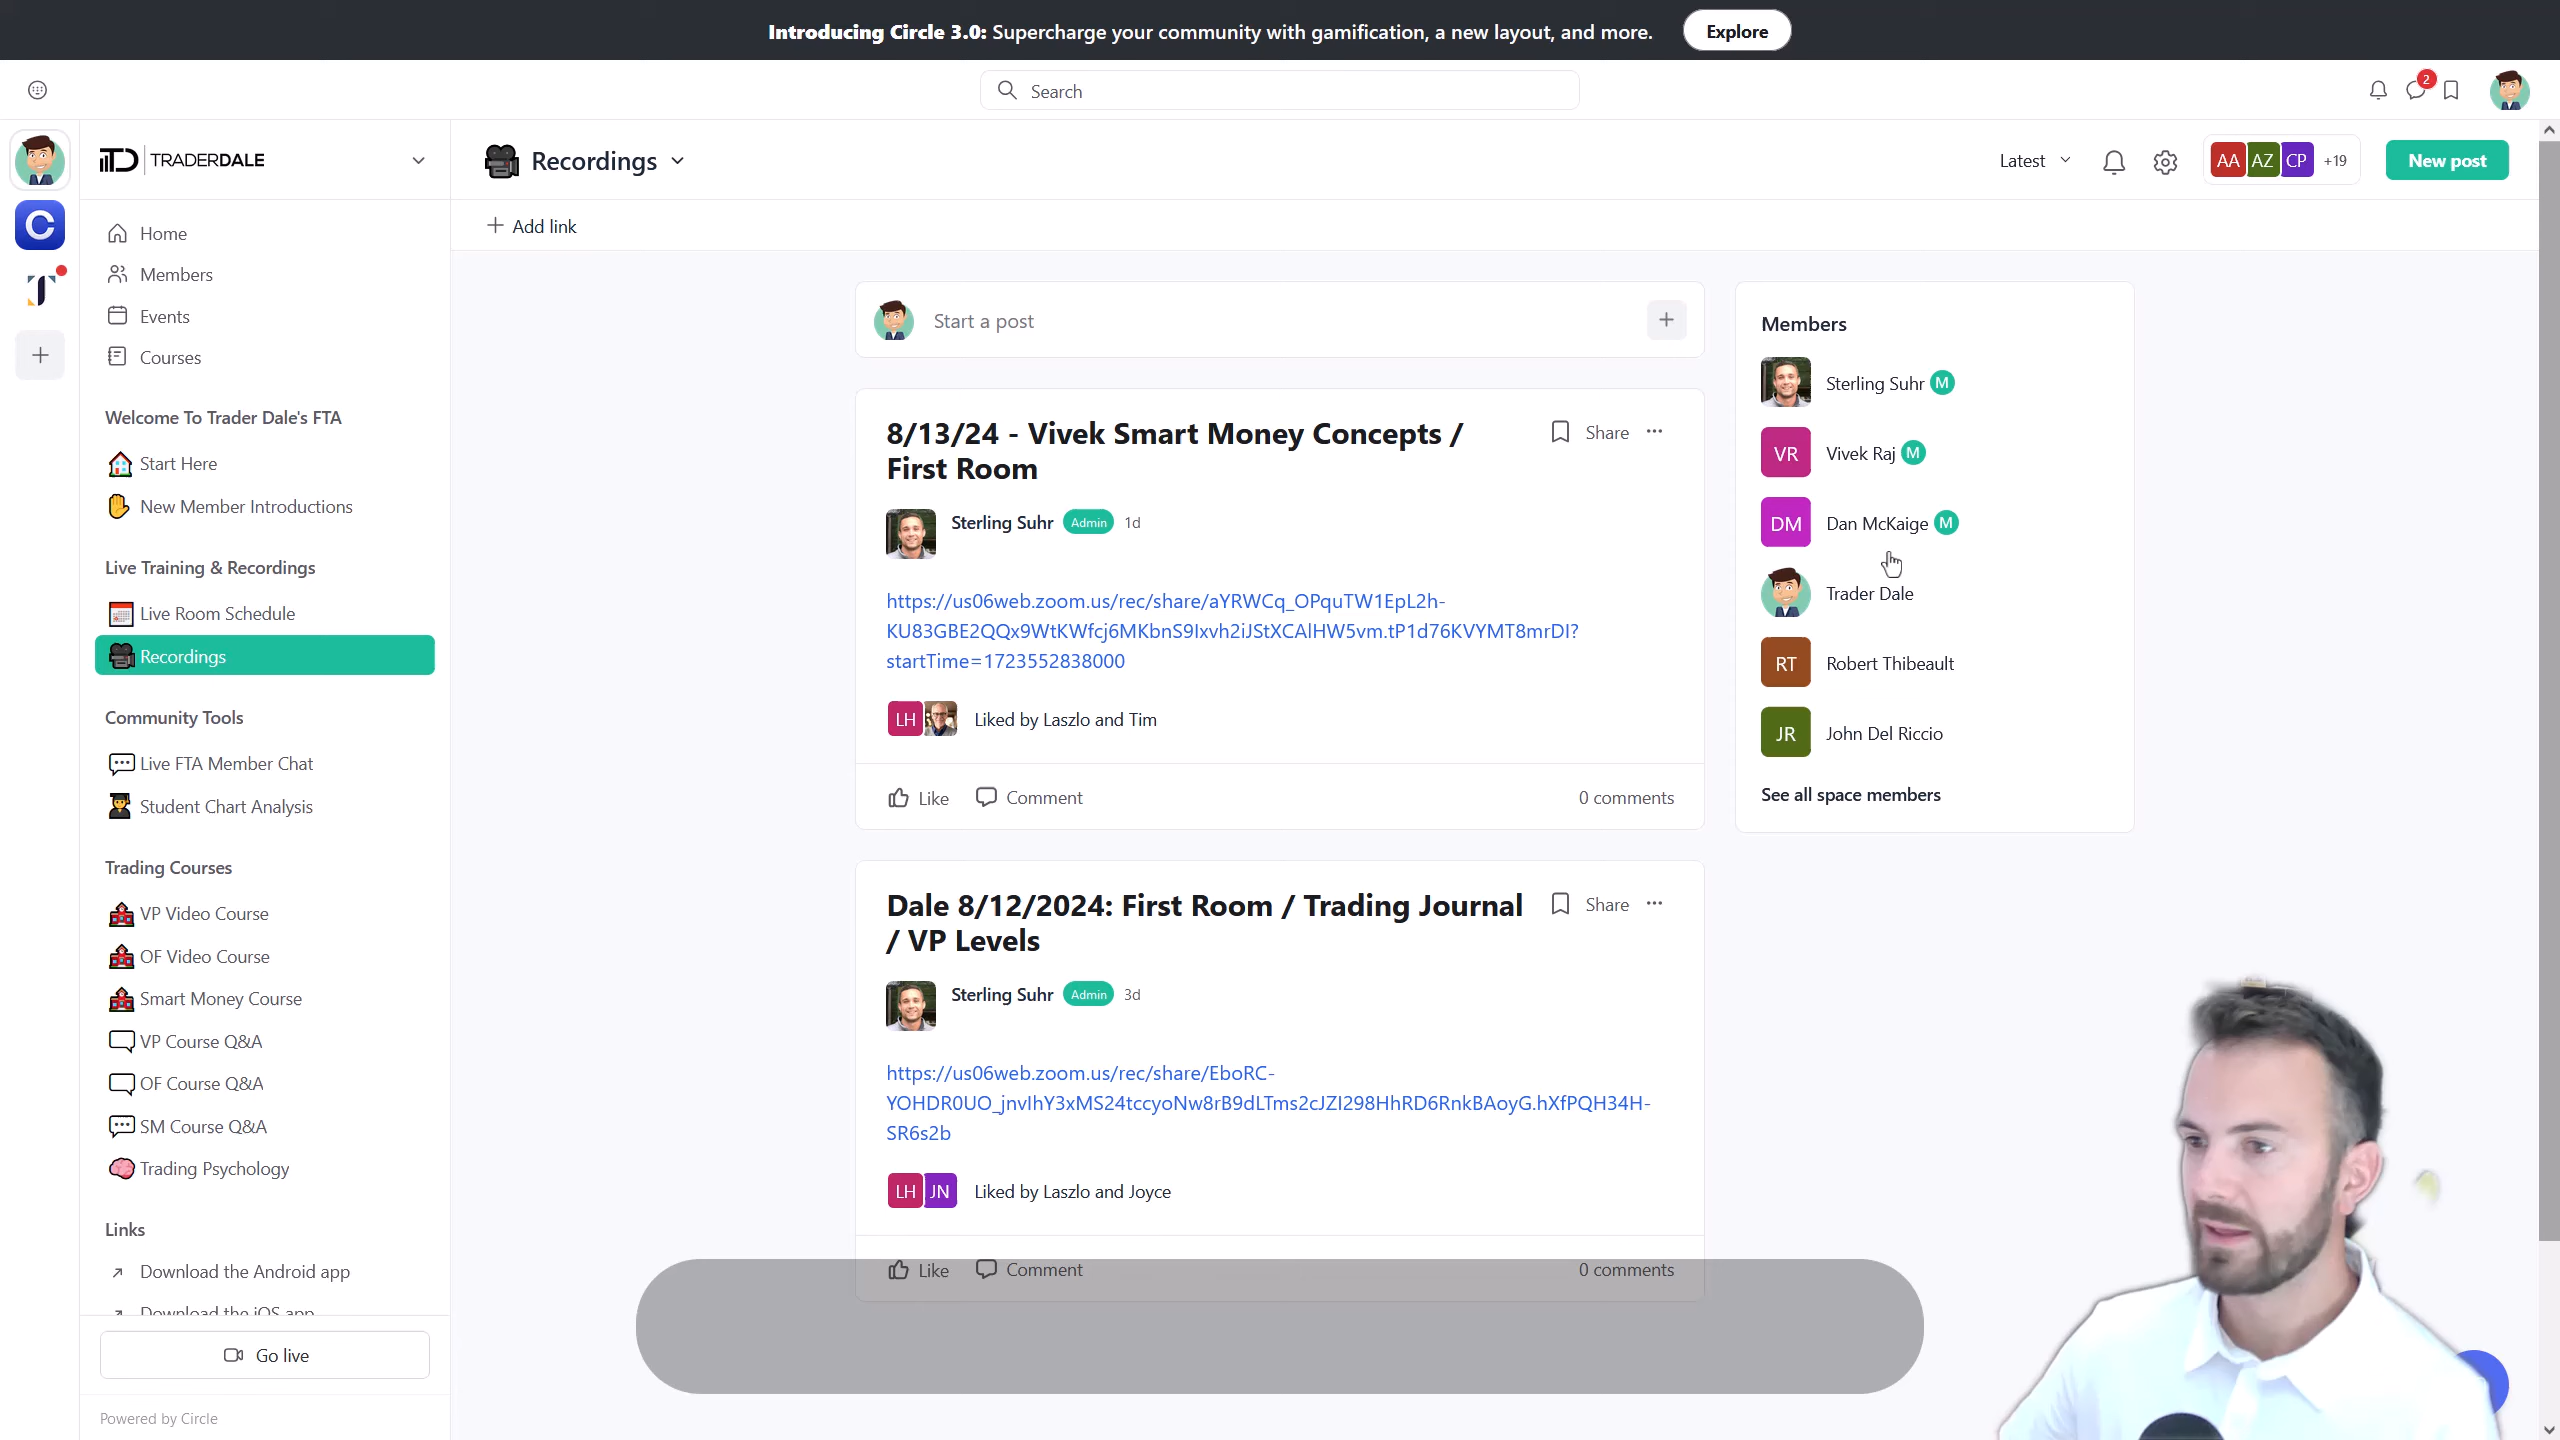 Introducing Circle 3.0: Supercharge your community with gamification, a new layout, and more.
Explore
Search
2
TRADERDALE
Recordings
Latest
AA
AZ
CP
+19
New post
Add link
Home
Members
Events
Courses
Welcome To Trader Dale's FTA
Start Here
New Member Introductions
Live Training & Recordings
Live Room Schedule
Recordings
Community Tools
Live FTA Member Chat
Student Chart Analysis
Trading Courses
VP Video Course
OF Video Course
Smart Money Course
VP Course Q&A
OF Course Q&A
SM Course Q&A
Trading Psychology
Links
Download the Android app
Download the iOS app
Go live
Powered by Circle
Start a post
8/13/24 - Vivek Smart Money Concepts /
First Room
Share
Sterling Suhr Admin 1d
https://us06web.zoom.us/rec/share/aYRWCq_OPquTW1EpL2h-
KU83GBE2QQx9WtKWfcj6MKbnS9Ixvh2iJStXCAlHW5vm.tP1d76KVYMT8mrDI?
startTime=1723552838000
LH
Liked by Laszlo and Tim
Like
Comment
0 comments
Dale 8/12/2024: First Room / Trading Journal
/ VP Levels
Share
Sterling Suhr Admin 3d
https://us06web.zoom.us/rec/share/EboRC-
YOHDR0UO_jnvlhY3xMS24tccyoNw8rB9dLTms2cJZI298HhRD6RnkBAoyG.hXfPQH34H-
SR6s2b
LH JN
Liked by Laszlo and Joyce
Like
Comment
0 comments
Members
Sterling Suhr M
VR
Vivek Raj M
DM
Dan McKaige M
Trader Dale
RT
Robert Thibeault
JR
John Del Riccio
See all space members